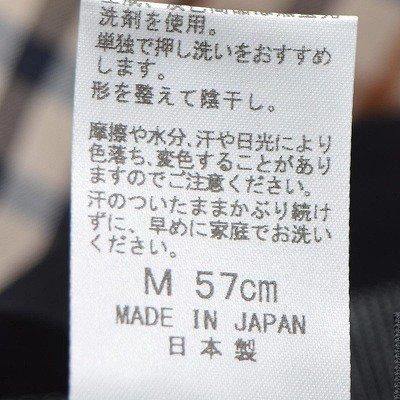 洗剤を使用。
単独で押し洗いをおすすめ
します。
形を整えて陰干し。
摩擦や水分、汗や日光により
色落ち、変色することがあり
ますのでご注意ください。
汗のついたままかぶり続け
ずに、早めに家庭でお洗い
ください。
M 57cm
MADE IN JAPAN
日本製